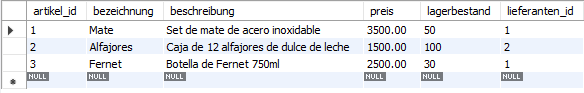 artikel_id bezeichnung beschreibung preis lagerbestand lieferanten_id
1 Mate Set de mate de acero inoxidable 3500.00 50 1
2 Alfajores Caja de 12 alfajores de dulce de leche 1500.00 100 2
3 Fernet Botella de Fernet 750ml 2500.00 30 1
NULL NULL NULL NULL NULL NULL